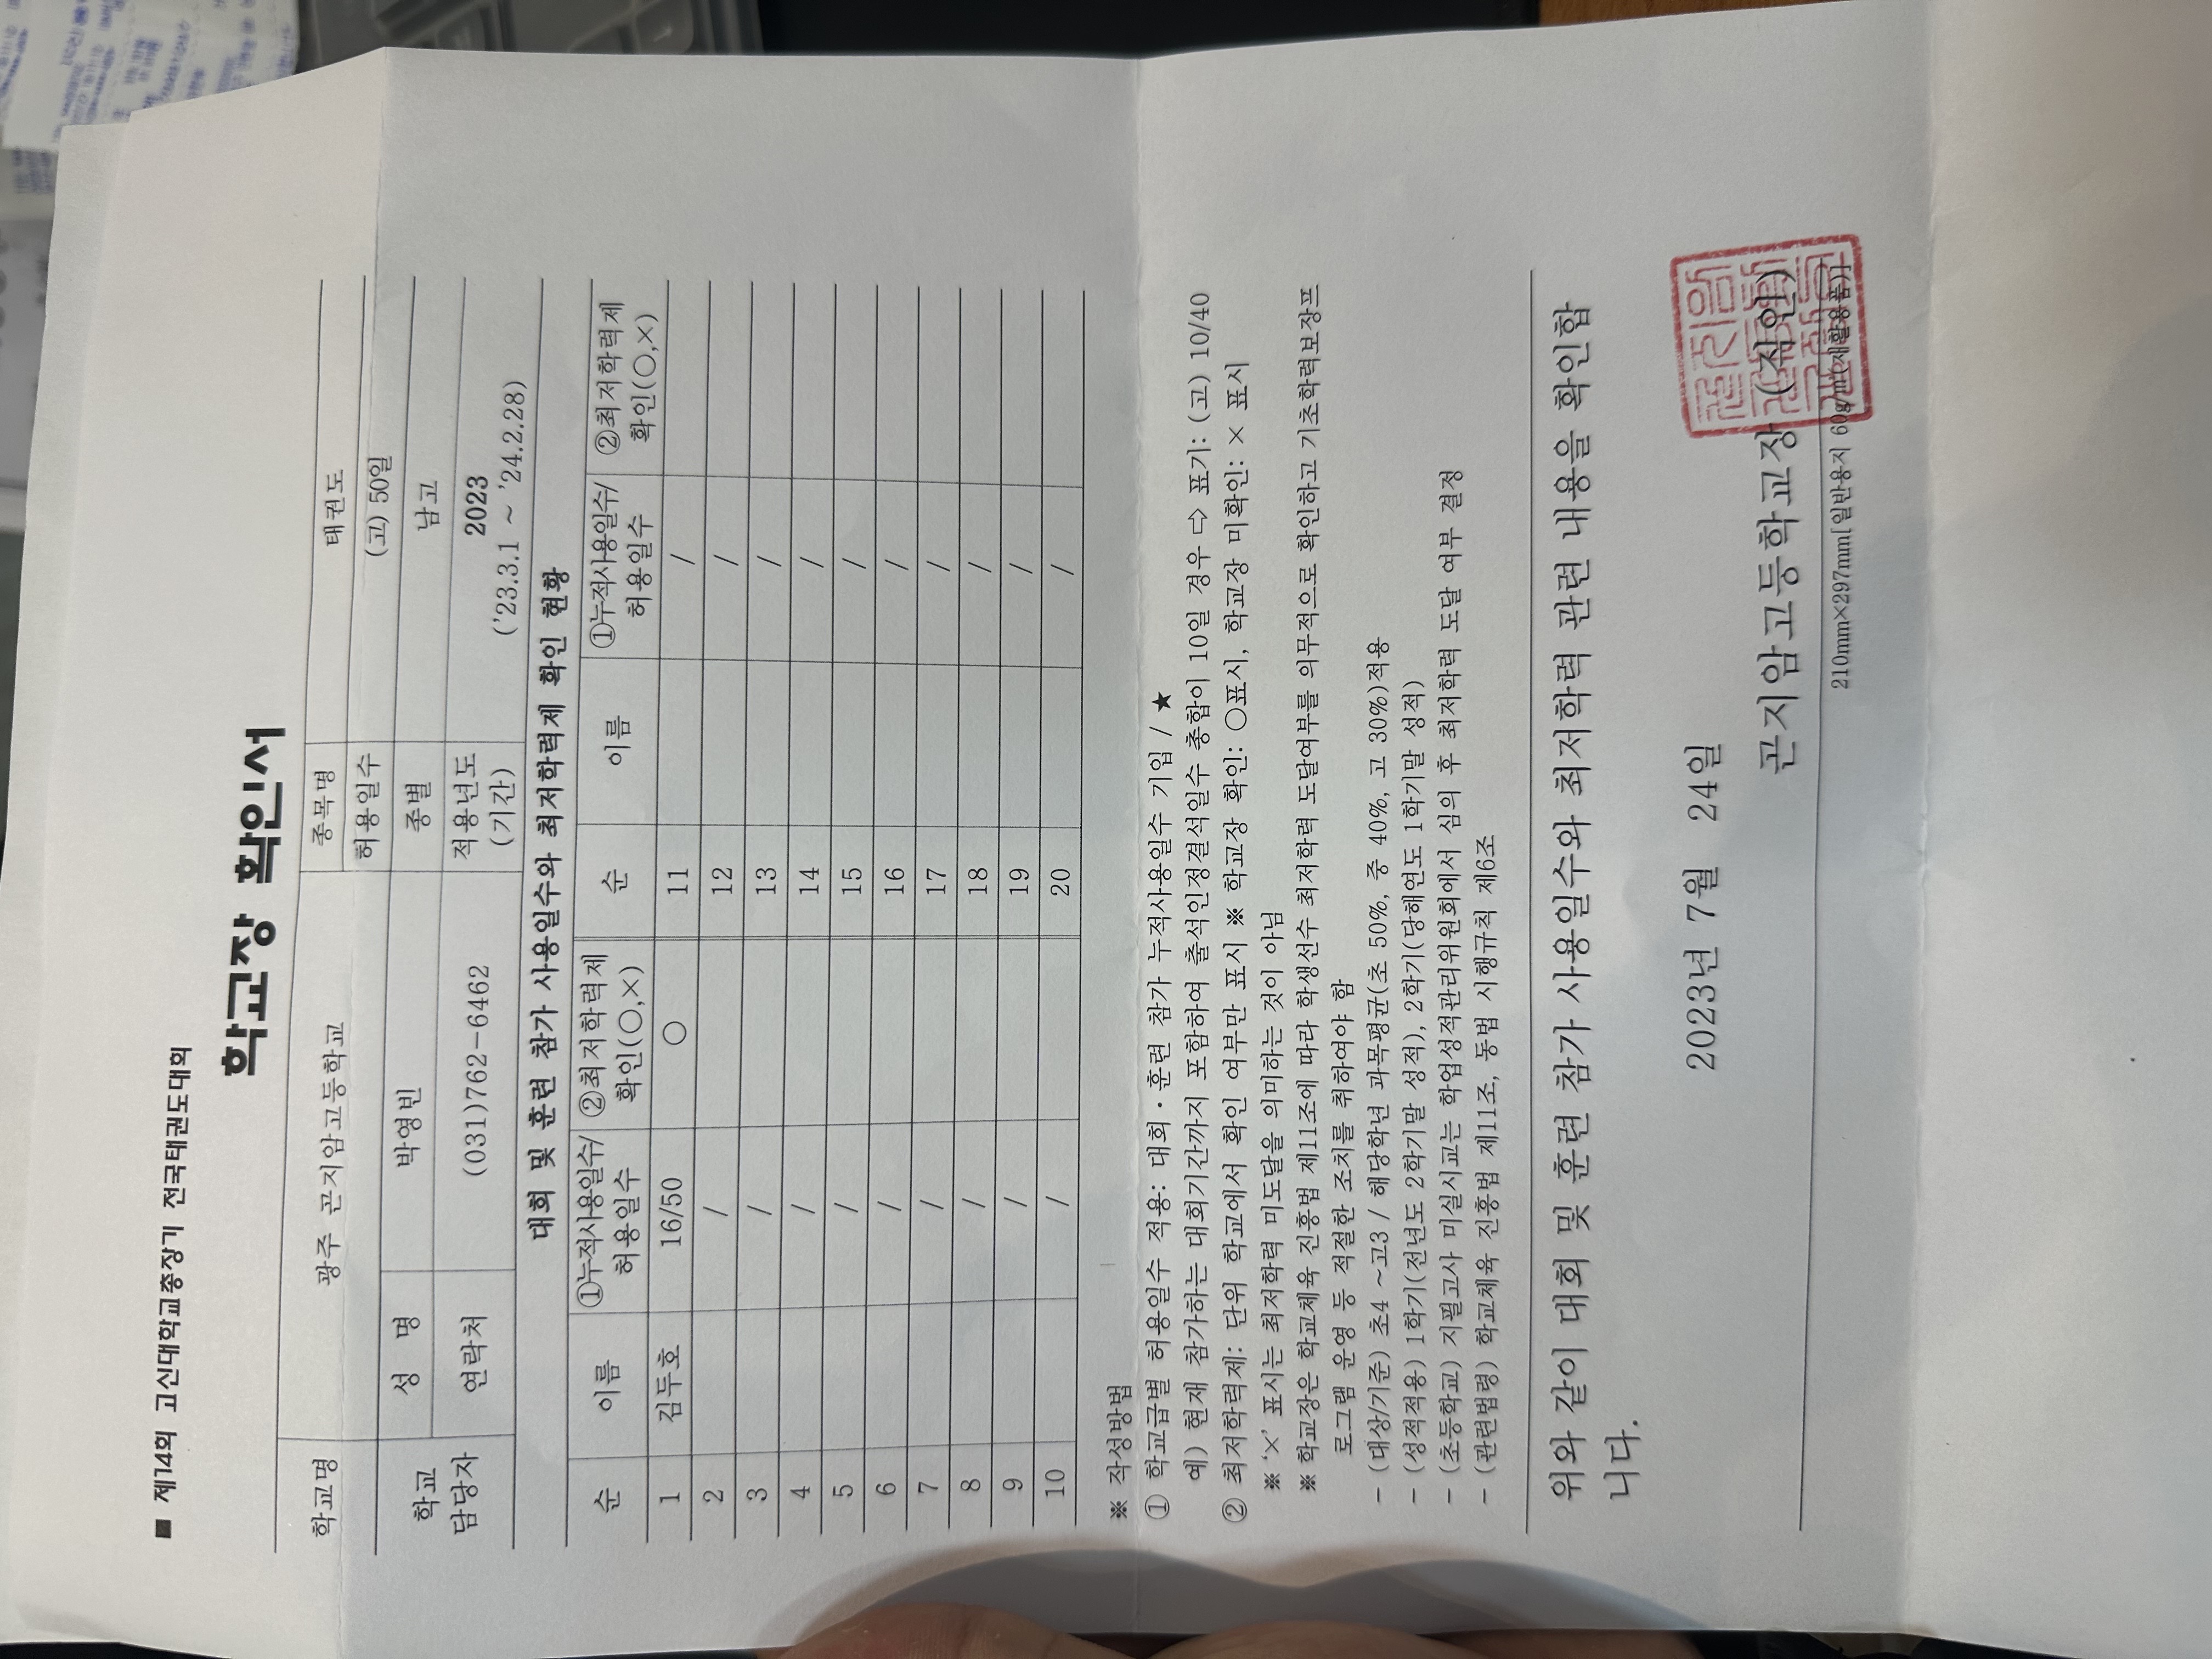 ■ 제14회 고신대학교총장기 전국태권도대회
학교장 확인서
학교명 광주 곤지암고등학교 종목명 태권도
허용일수 (고) 50일
학교 담당자 성 명 박영빈 종별 남고
연락처 (031)762-6462 적용년도 (기간) 2023 ('23.3.1 ~ '24.2.28)
대회 및 훈련 참가 사용일수와 최저학력제 확인 현황
순 이름 ①누적사용일수/허용일수 ②최저학력제 확인(○,×) 순 이름 ①누적사용일수/허용일수 ②최저학력제 확인(○,×)
1 김두호 16/50 ○ 11 /
2 / 12 /
3 / 13 /
4 / 14 /
5 / 15 /
6 / 16 /
7 / 17 /
8 / 18 /
9 / 19 /
10 / 20 /
※ 작성방법
① 학교급별 허용일수 적용: 대회·훈련 참가 누적사용일수 기입 / ★
예) 현재 참가하는 대회기간까지 포함하여 출석인정결석일수 총합이 10일 경우 ⇨ 표기: (고) 10/40
② 최저학력제: 단위 학교에서 확인 여부만 표시 ※ 학교장 확인: ○표시, 학교장 미확인: × 표시
※ '×' 표시는 최저학력 미도달을 의미하는 것이 아님
※ 학교장은 학교체육 진흥법 제11조에 따라 학생선수 최저학력 도달여부를 의무적으로 확인하고 기초학력보장프
로그램 운영 등 적절한 조치를 취하여야 함
- (대상/기준) 초4 ~고3 / 해당학년 과목평균(초 50%, 중 40%, 고 30%)적용
- (성적적용) 1학기(전년도 2학기말 성적), 2학기(당해연도 1학기말 성적)
- (초등학교) 지필고사 미실시교는 학업성적관리위원회에서 심의 후 최저학력 도달 여부 결정
- (관련법령) 학교체육 진흥법 제11조, 동법 시행규칙 제6조
위와 같이 대회 및 훈련 참가 사용일수와 최저학력 관련 내용을 확인합
니다.
2023년 7월 24일
곤지암고등학교장 (직인)
210mm×297mm[일반용지 60g/㎡(재활용품)]